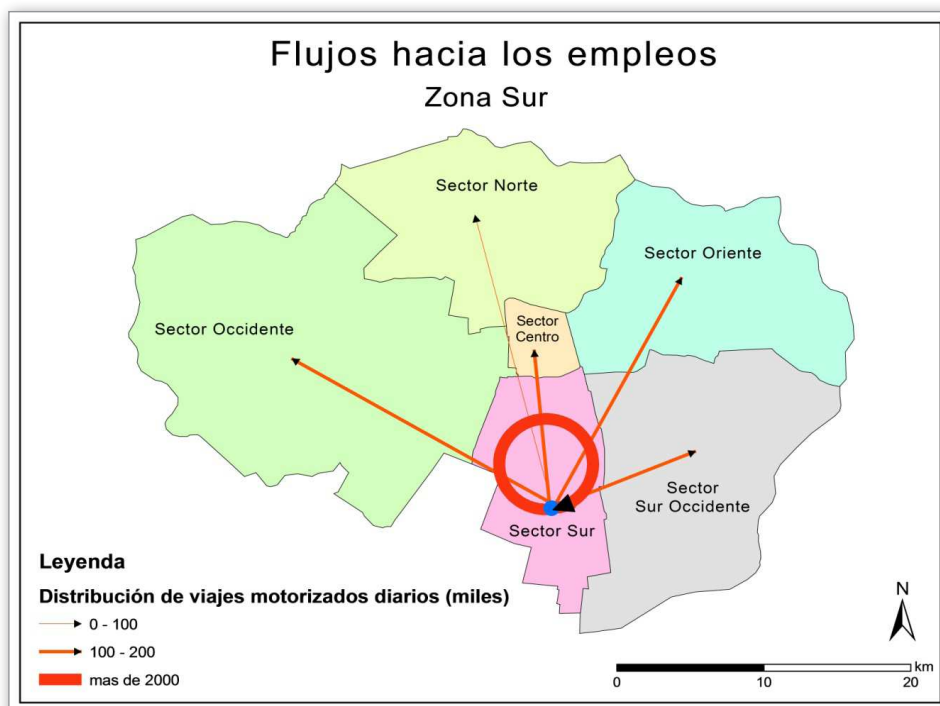 Flujos hacia los empleos
Zona Sur
Sector Norte
Sector Oriente
Sector Occidente
Sector
Centro
Sector
Sur Occidente
Sector Sur
Leyenda
Distribución de viajes motorizados diarios (miles)
0 - 100
100 - 200
mas de 2000
N
km
0 10 20